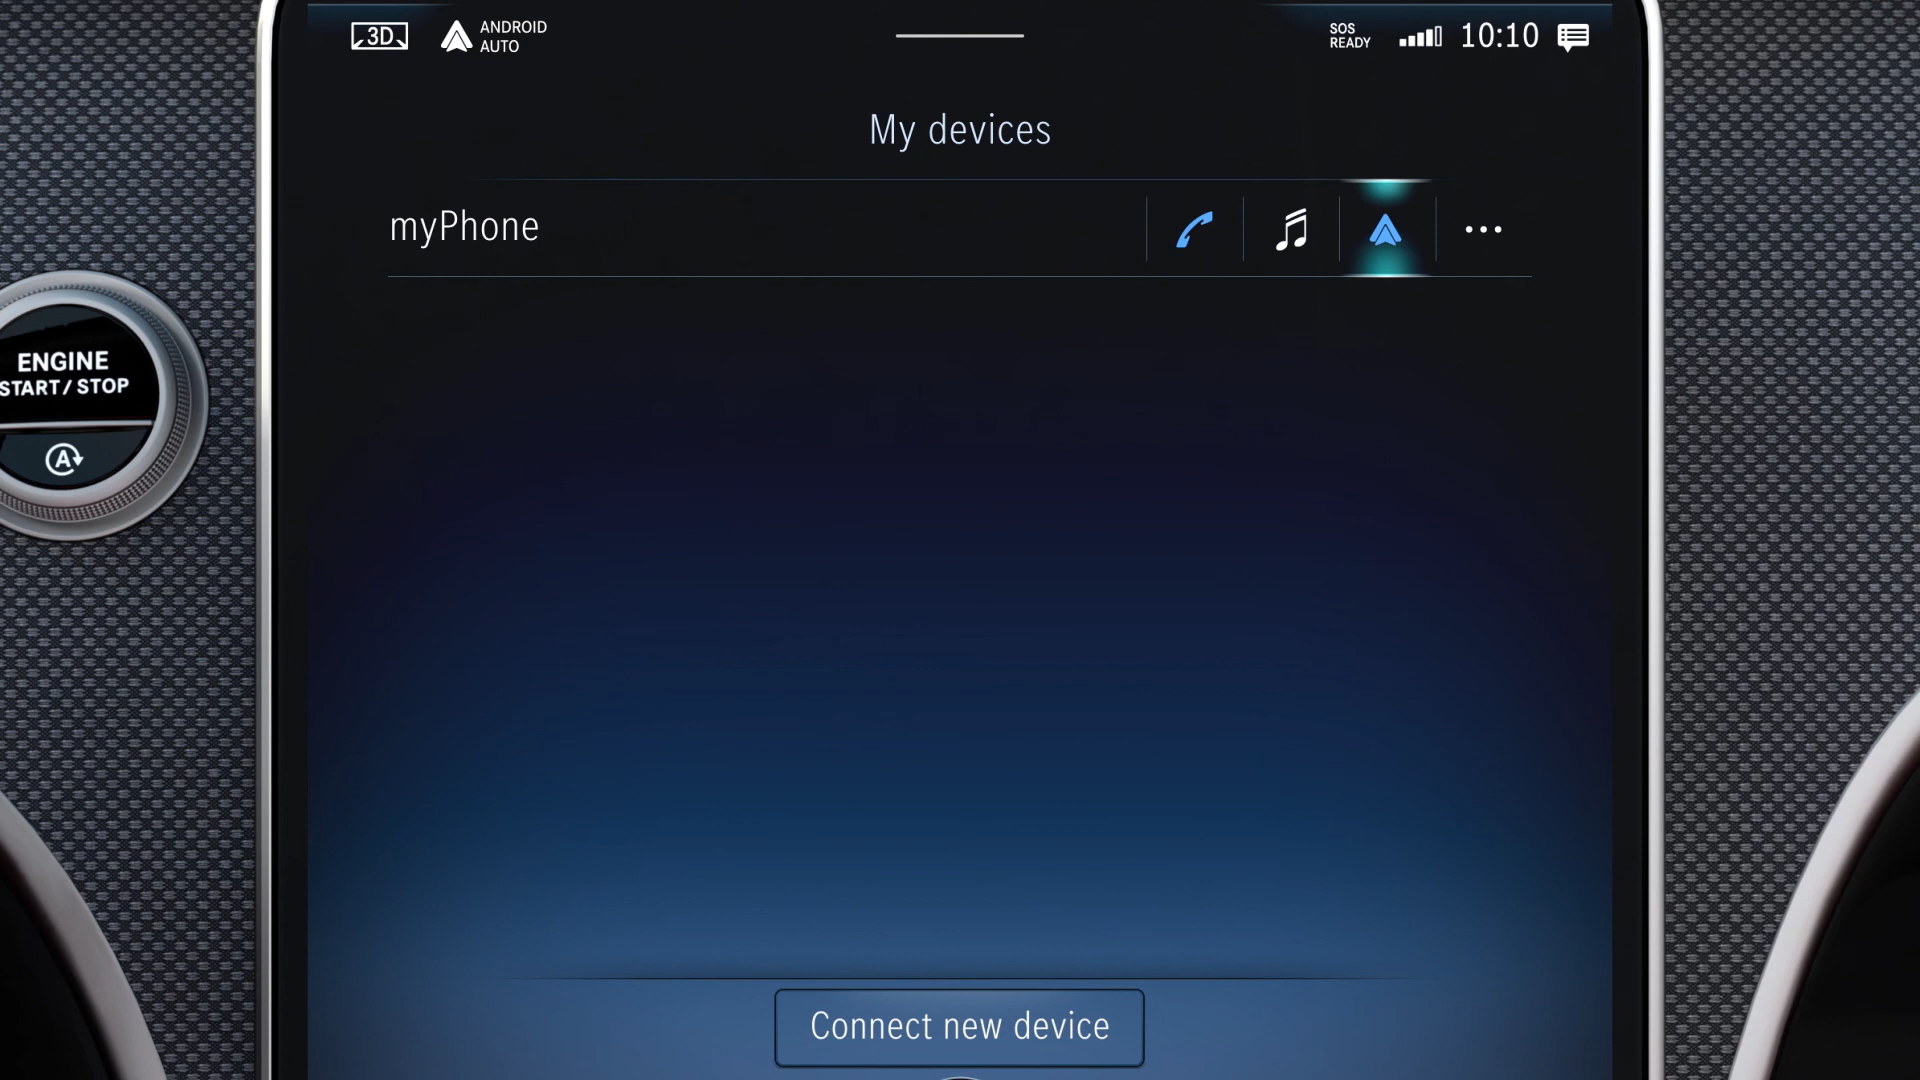 3D
ANDROID
AUTO
SOS
READY
10:10
My devices
myPhone
ENGINE
START / STOP
A
Connect new device